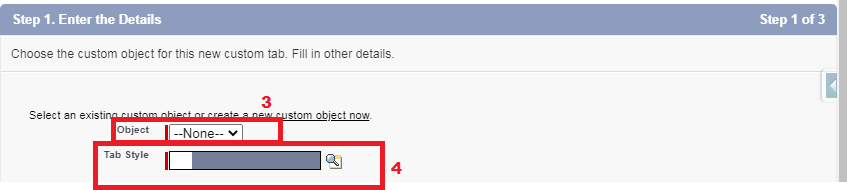 Step 1. Enter the Details Step 1 of 3
Choose the custom object for this new custom tab. Fill in other details.
3
Select an existing custom object or create a new custom object now.
Object --None--
Tab Style
4